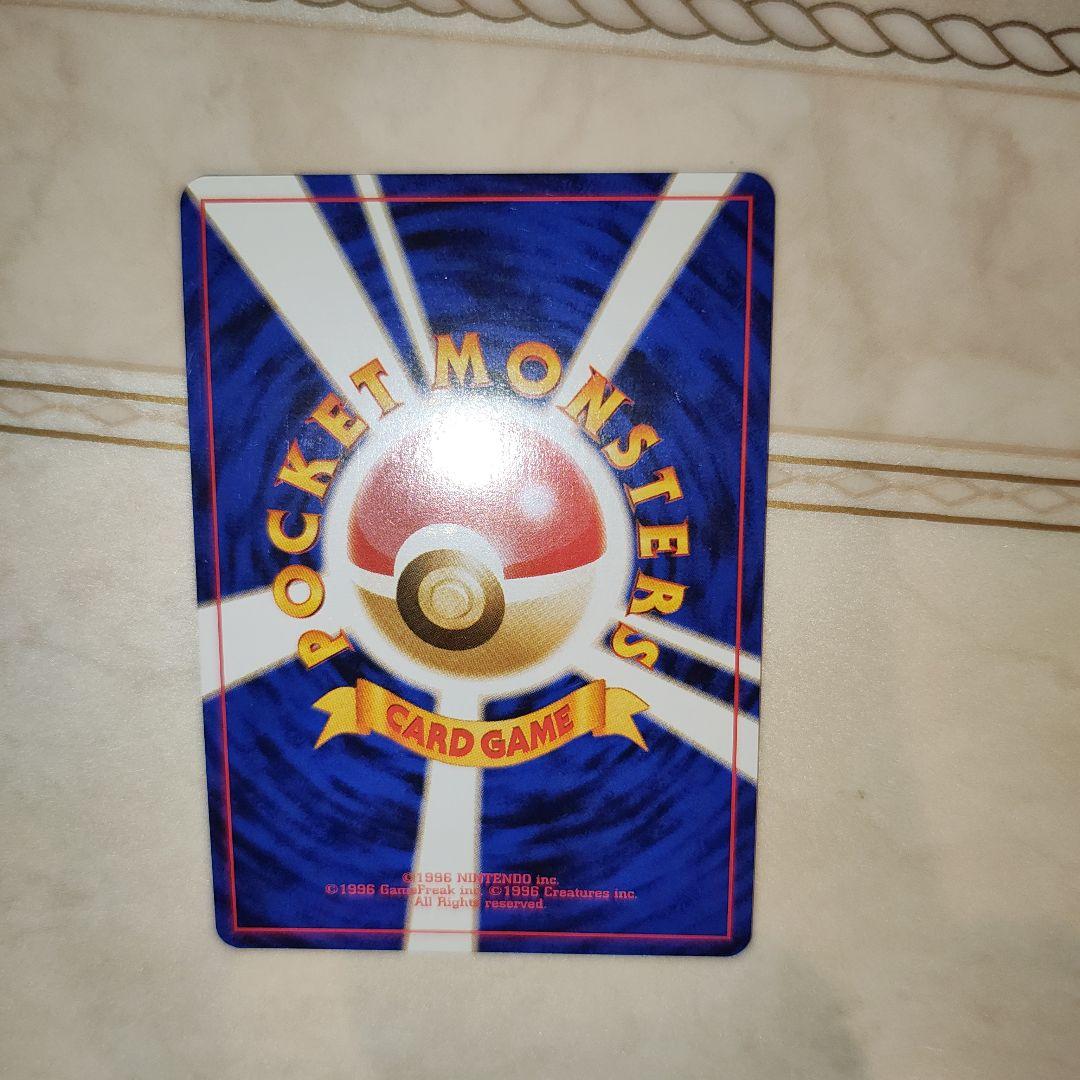 POCKET MONSTERS
CARD GAME
©1996 NINTENDO inc.
©1996 GameFreak inc. ©1996 Creatures inc.
All Rights reserved.